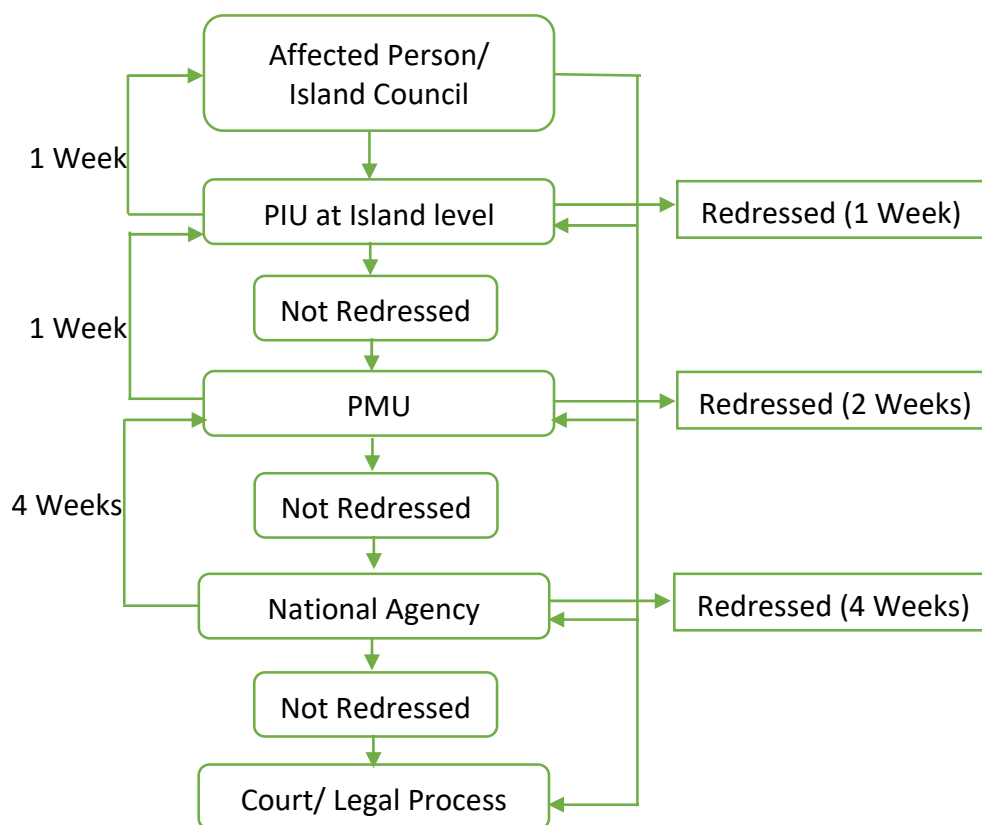 Affected Person/
Island Council
1 Week
PIU at Island level
Redressed (1 Week)
Not Redressed
1 Week
PMU
Redressed (2 Weeks)
Not Redressed
4 Weeks
National Agency
Redressed (4 Weeks)
Not Redressed
Court/ Legal Process